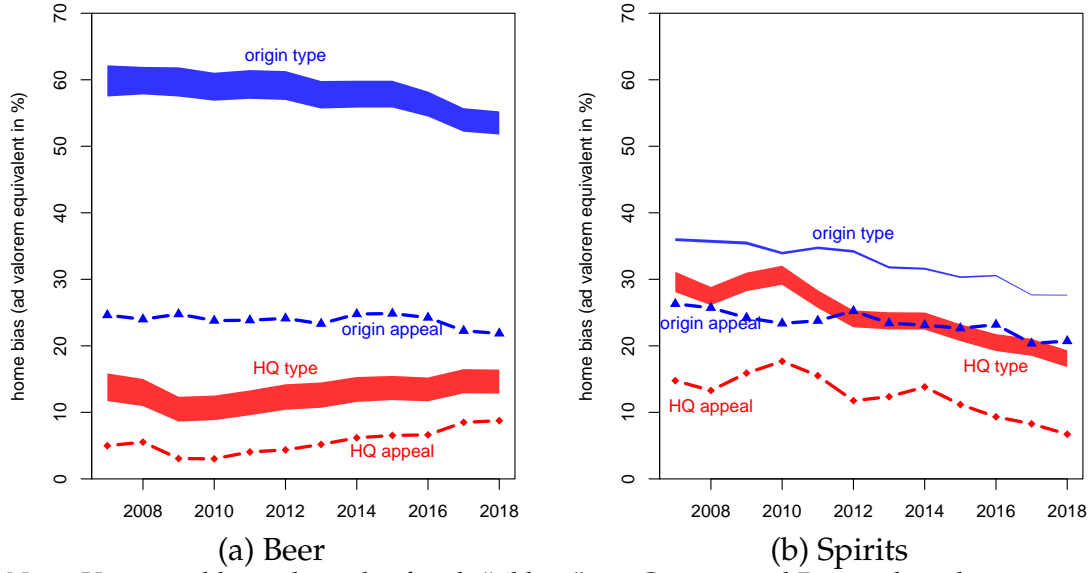 home bias (ad valorem equivalent in %)
70
60
50
40
30
20
10
0
origin type
origin appeal
HQ type
HQ appeal
2008 2010 2012 2014 2016 2018
(a) Beer
home bias (ad valorem equivalent in %)
70
60
50
40
30
20
10
0
origin type
origin appeal
HQ type
HQ appeal
2008 2010 2012 2014 2016 2018
(b) Spirits